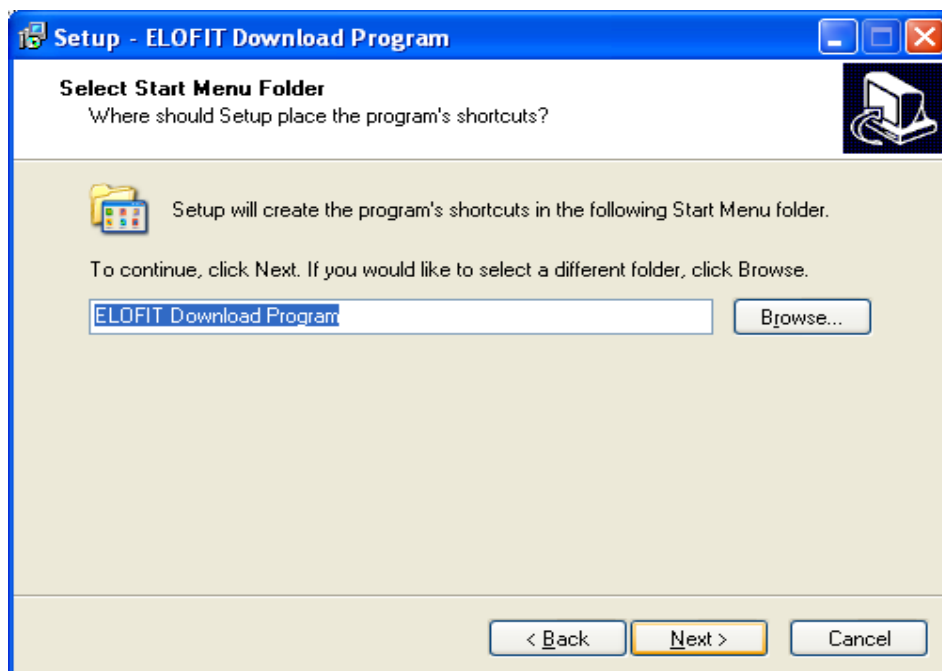 Setup - ELOFIT Download Program
Select Start Menu Folder
Where should Setup place the program's shortcuts?
Setup will create the program's shortcuts in the following Start Menu folder.
To continue, click Next. If you would like to select a different folder, click Browse.
ELOFIT Download Program
Browse...
< Back
Next >
Cancel